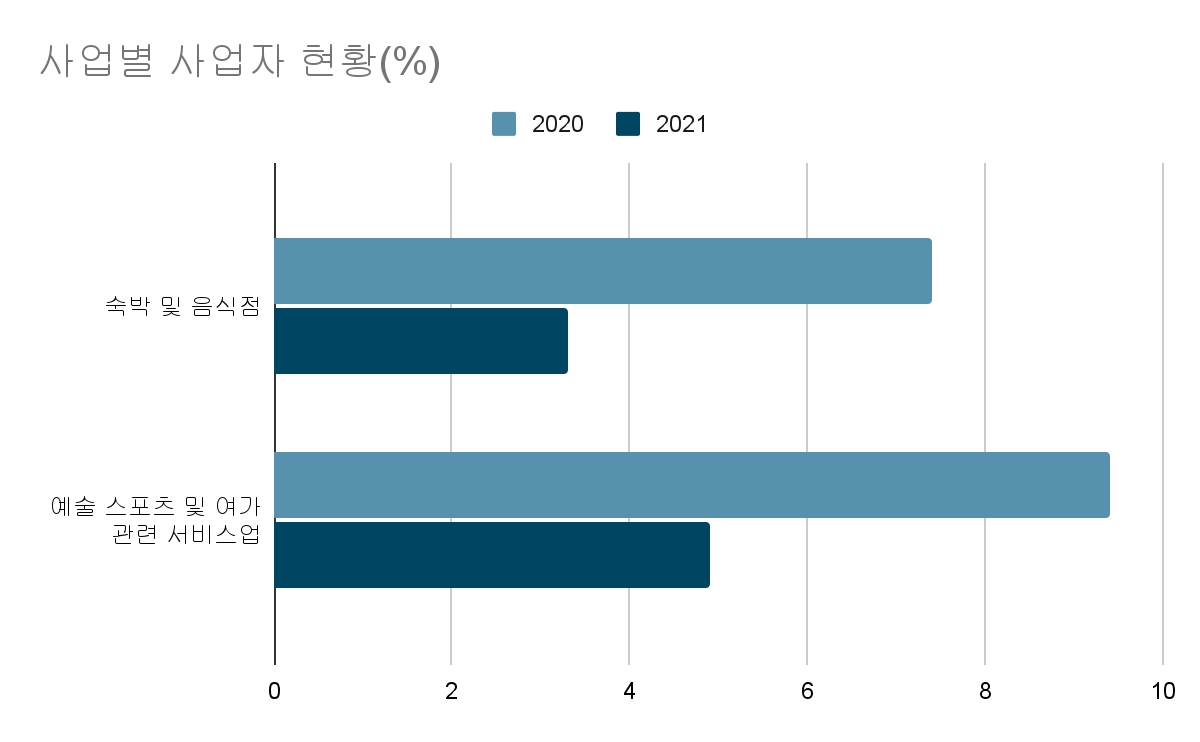 사업별 사업자 현황(%)
2020 2021
숙박 및 음식점
예술 스포츠 및 여가
관련 서비스업
0 2 4 6 8 10